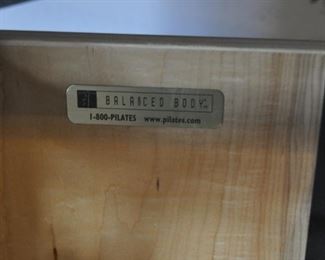 BALANCED BODY
1-800-PILATES www.pilates.com